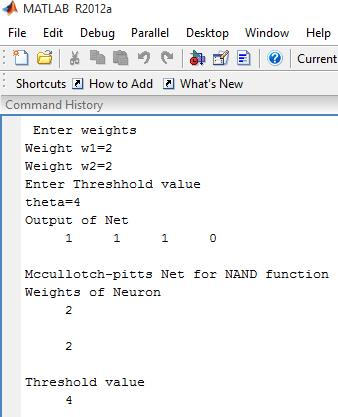 MATLAB R2012a
File Edit Debug Parallel Desktop Window Help
Current
Shortcuts How to Add What's New
Command History
Enter weights
Weight w1=2
Weight w2=2
Enter Threshhold value
theta=4
Output of Net
1 1 1 0
Mccullotch-pitts Net for NAND function
Weights of Neuron
2
2
Threshold value
4